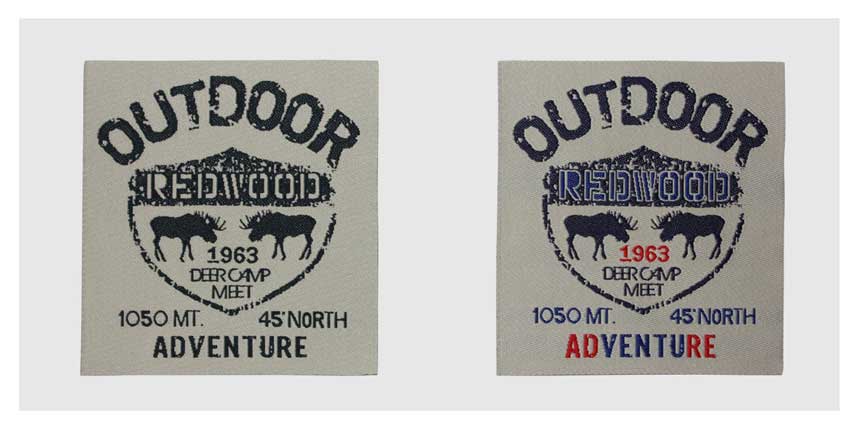 OUTDOOR
REDWOOD
1963
DEER CAMP
MEET
1050 MT. 45'NORTH
ADVENTURE
OUTDOOR
REDWOOD
1963
DEER CAMP
MEET
1050 MT. 45'NORTH
ADVENTURE